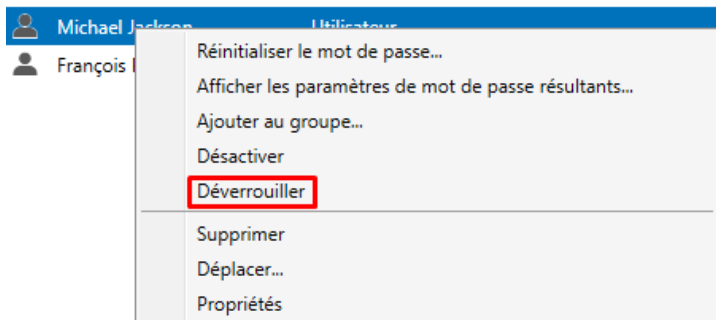 Michael Jackson Utilisateur
François
Réinitialiser le mot de passe...
Afficher les paramètres de mot de passe résultants...
Ajouter au groupe...
Désactiver
Déverrouiller
Supprimer
Déplacer...
Propriétés